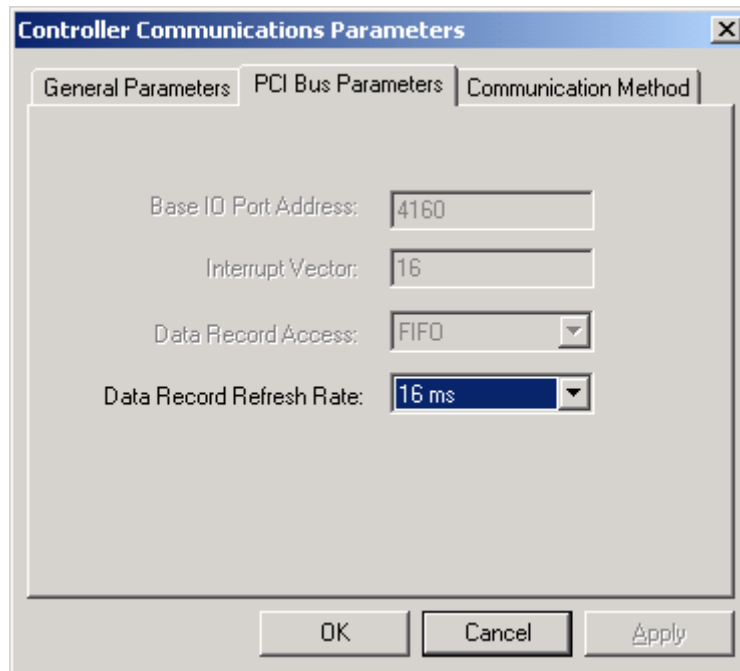 Controller Communications Parameters
General Parameters PCI Bus Parameters Communication Method
Base IO Port Address: 4160
Interrupt Vector: 16
Data Record Access: FIFO
Data Record Refresh Rate: 16 ms
OK Cancel Apply